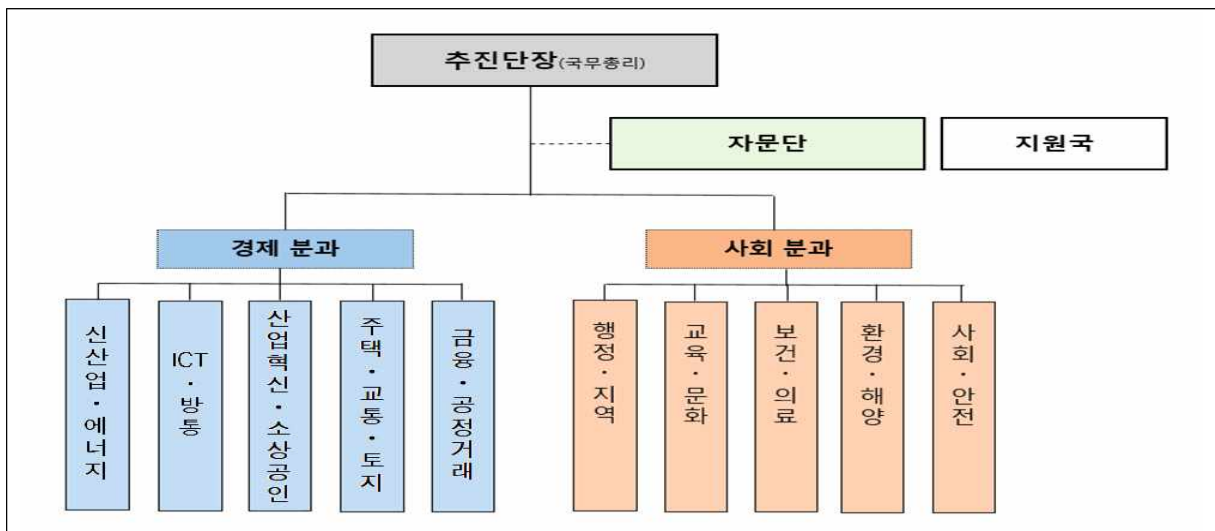 추진단장(국무총리)
자문단
지원국
경제 분과
사회 분과
신산업·에너지
ICT·방통
산업혁신·소상공인
주택·교통·토지
금융·공정거래
행정·지역
교육·문화
보건·의료
환경·해양
사회·안전